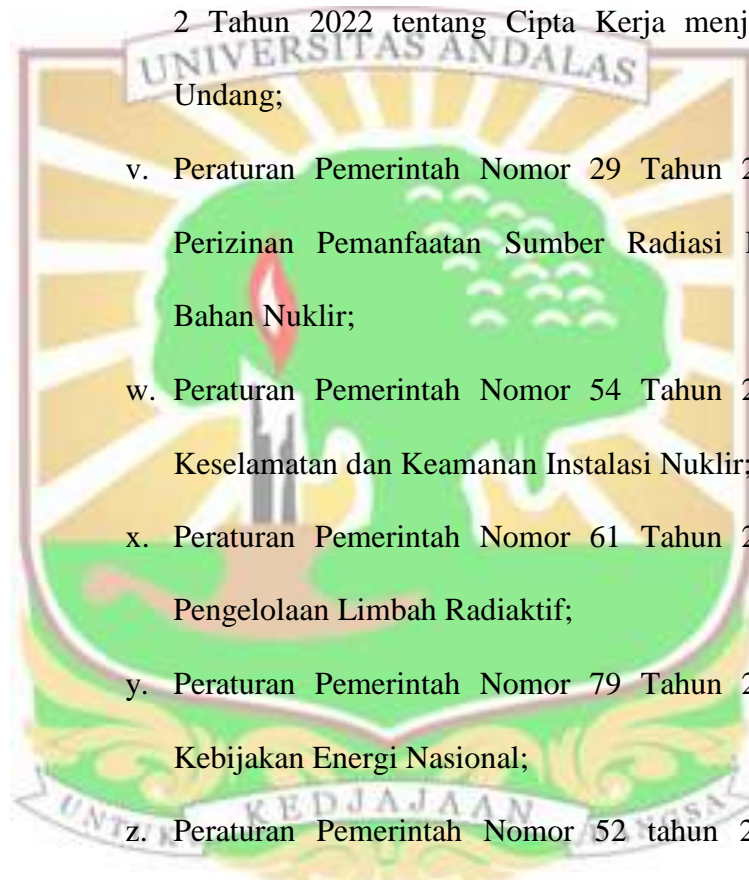 2 Tahun 2022 tentang Cipta Kerja menj
UNIVERSITAS ANDALAS
Undang;
v. Peraturan Pemerintah Nomor 29 Tahun 2
Perizinan Pemanfaatan Sumber Radiasi
Bahan Nuklir;
w. Peraturan Pemerintah Nomor 54 Tahun 2
Keselamatan dan Keamanan Instalasi Nuklir;
x. Peraturan Pemerintah Nomor 61 Tahun 2
Pengelolaan Limbah Radiaktif;
y. Peraturan Pemerintah Nomor 79 Tahun 2
Kebijakan Energi Nasional;
UNTUK KEDJAJAAN BANGSA
z. Peraturan Pemerintah Nomor 52 tahun 2